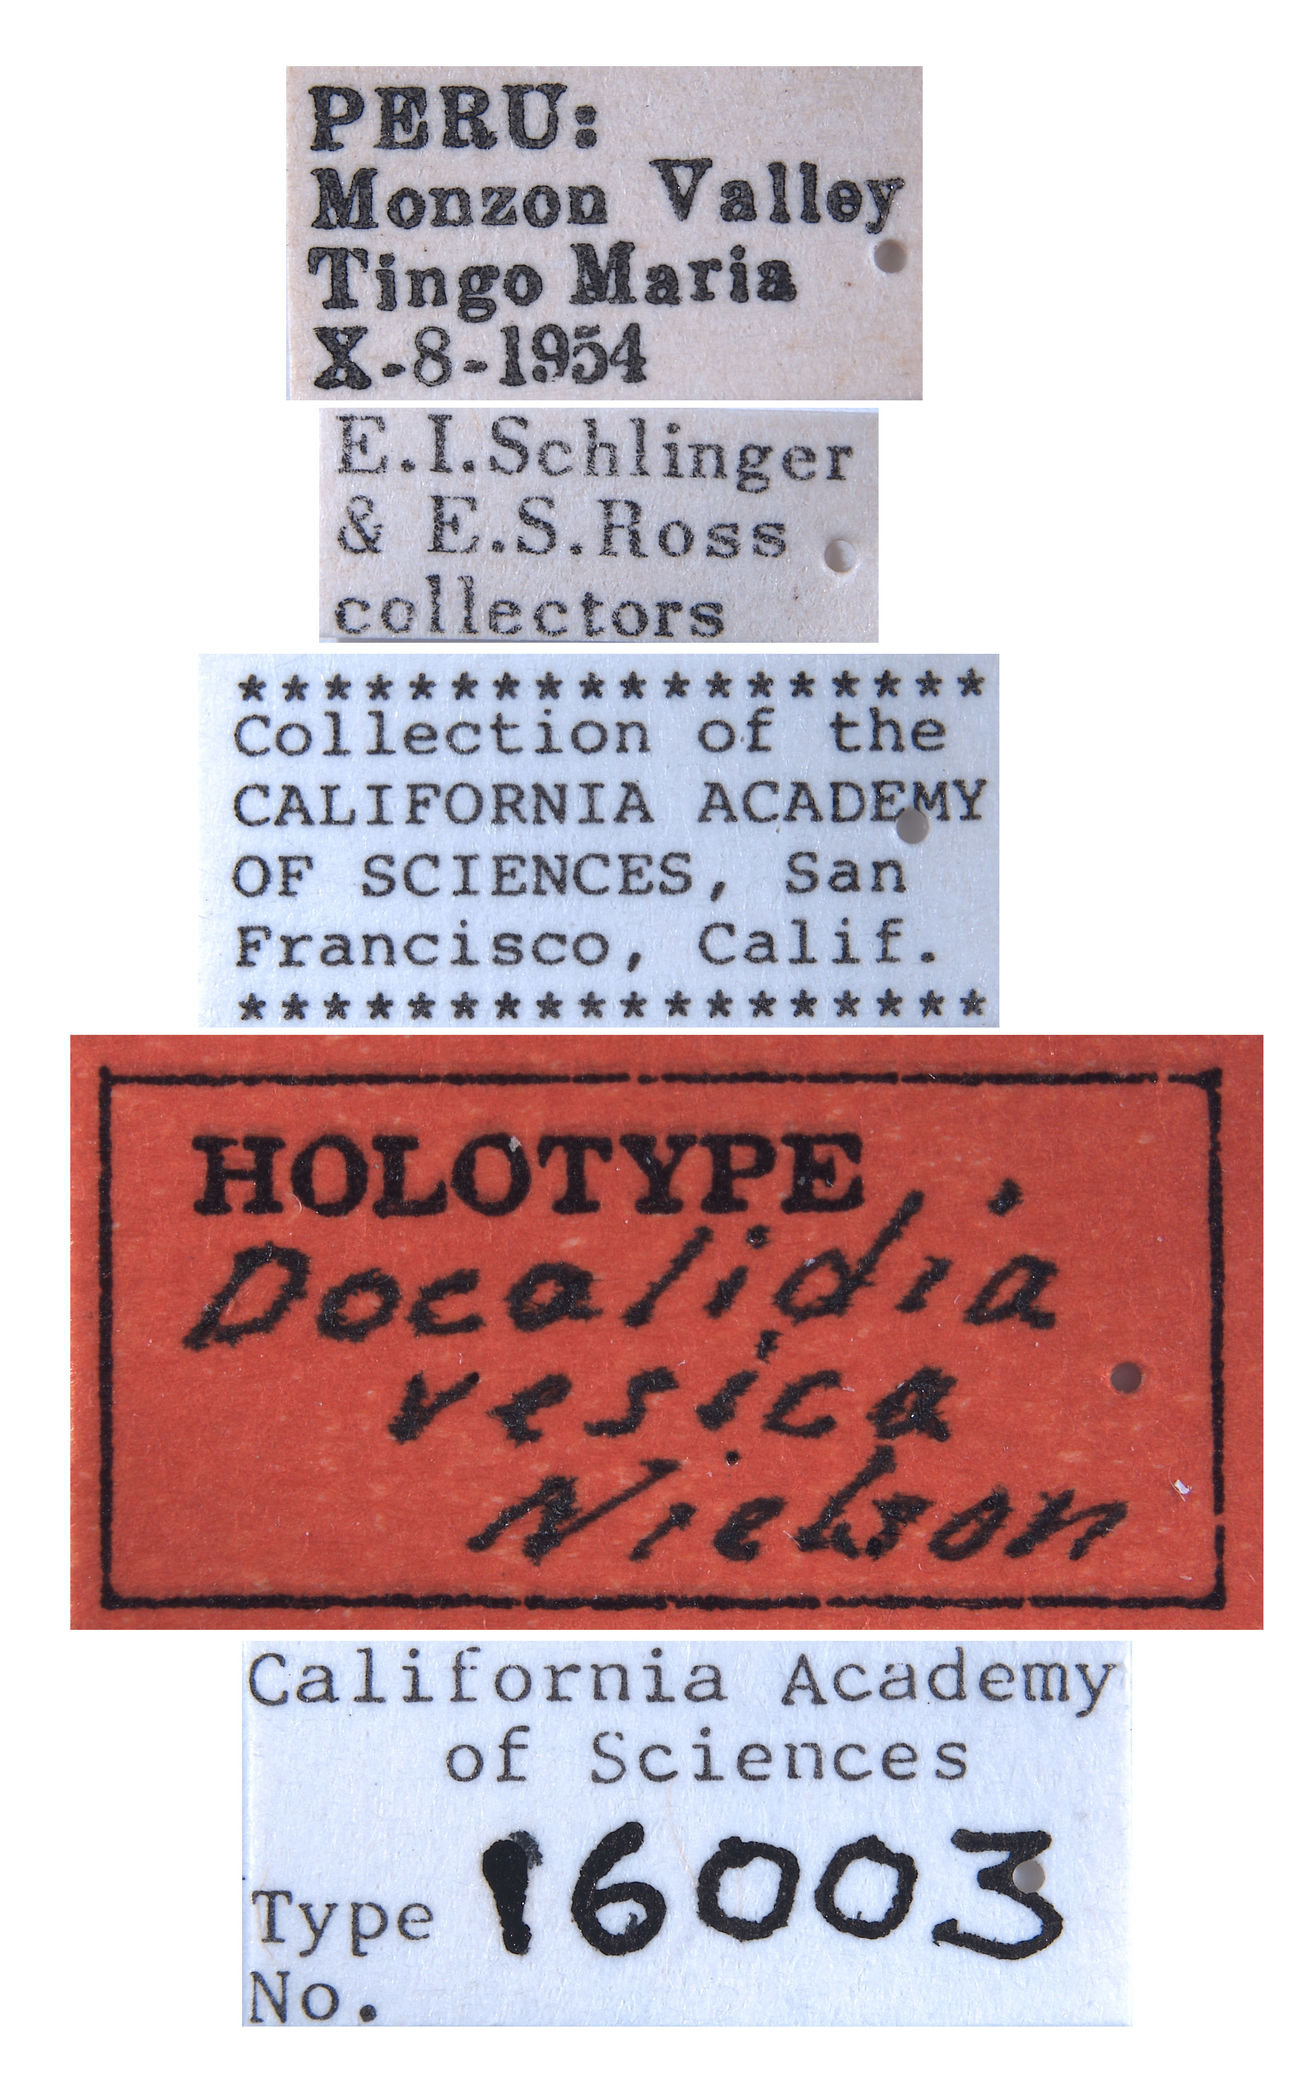 PERU:
Monzon Valley
Tingo Maria
X-8-1954
E.I.Schlinger
& E.S.Ross
collectors
******************
Collection of the
CALIFORNIA ACADEMY
OF SCIENCES, San
Francisco, Calif.
******************
HOLOTYPE
Docalidia
vesica
Nielson
California Academy
of Sciences
Type 16003
No.